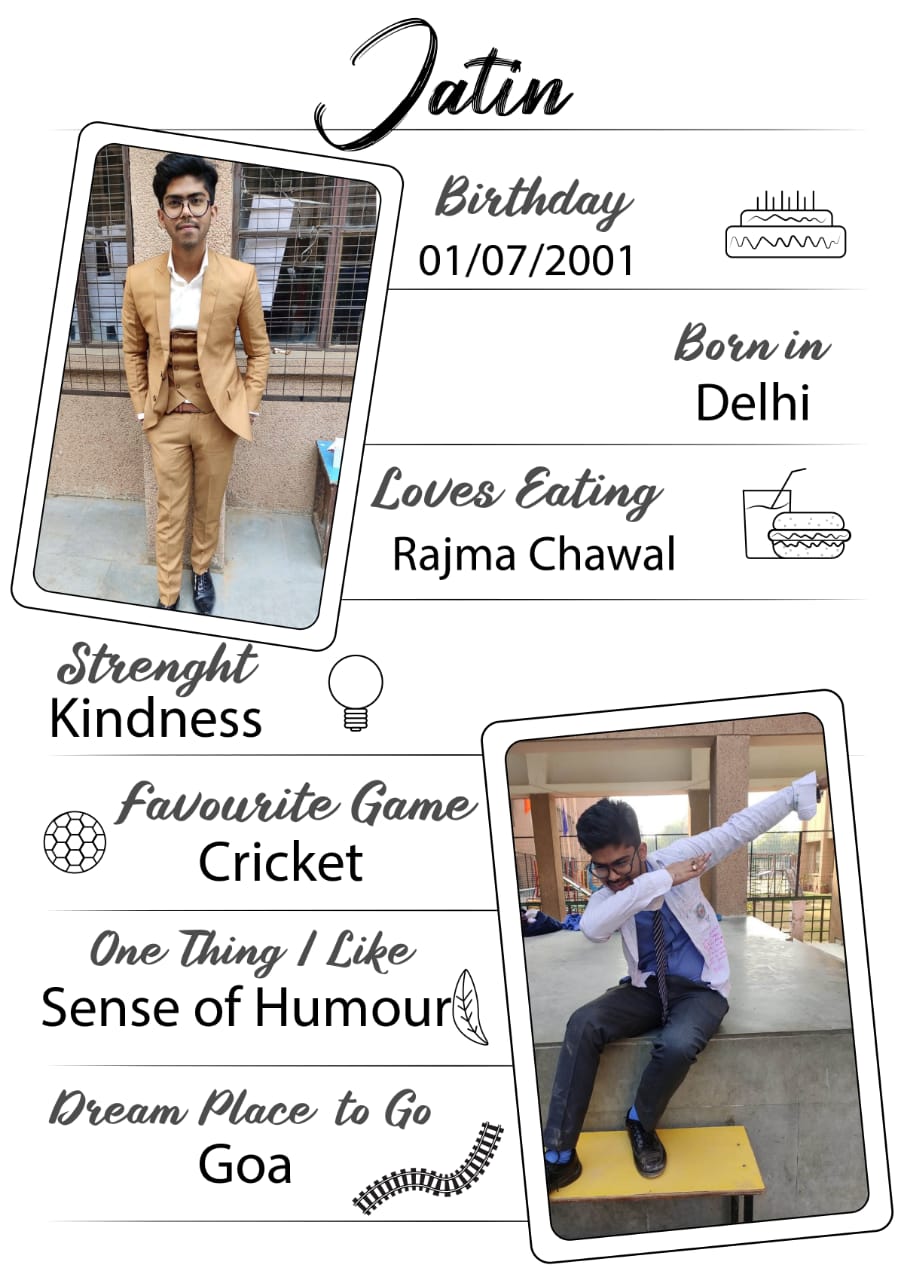 Jatin
Birthday
01/07/2001
Born in
Delhi
Loves Eating
Rajma Chawal
Strenght
Kindness
Favourite Game
Cricket
One Thing I Like
Sense of Humour
Dream Place to Go
Goa